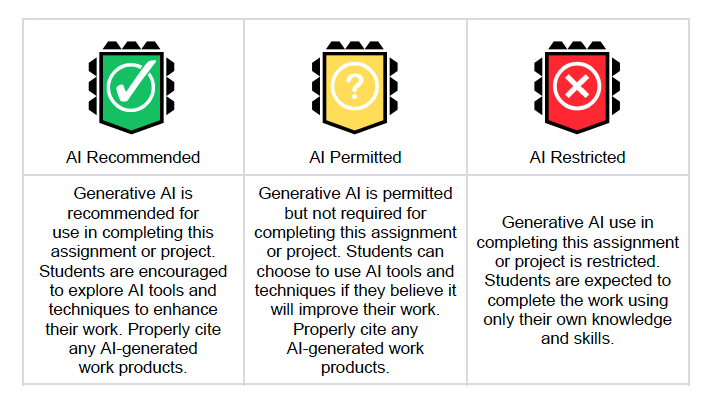 AI Recommended
AI Permitted
AI Restricted
Generative AI is
recommended for
use in completing this
assignment or project.
Students are encouraged
to explore AI tools and
techniques to enhance
their work. Properly cite
any AI-generated
work products.
Generative AI is permitted
but not required for
completing this assignment
or project. Students can
choose to use AI tools and
techniques if they believe it
will improve their work.
Properly cite any
AI-generated work
products.
Generative AI use in
completing this assignment
or project is restricted.
Students are expected to
complete the work using
only their own knowledge
and skills.